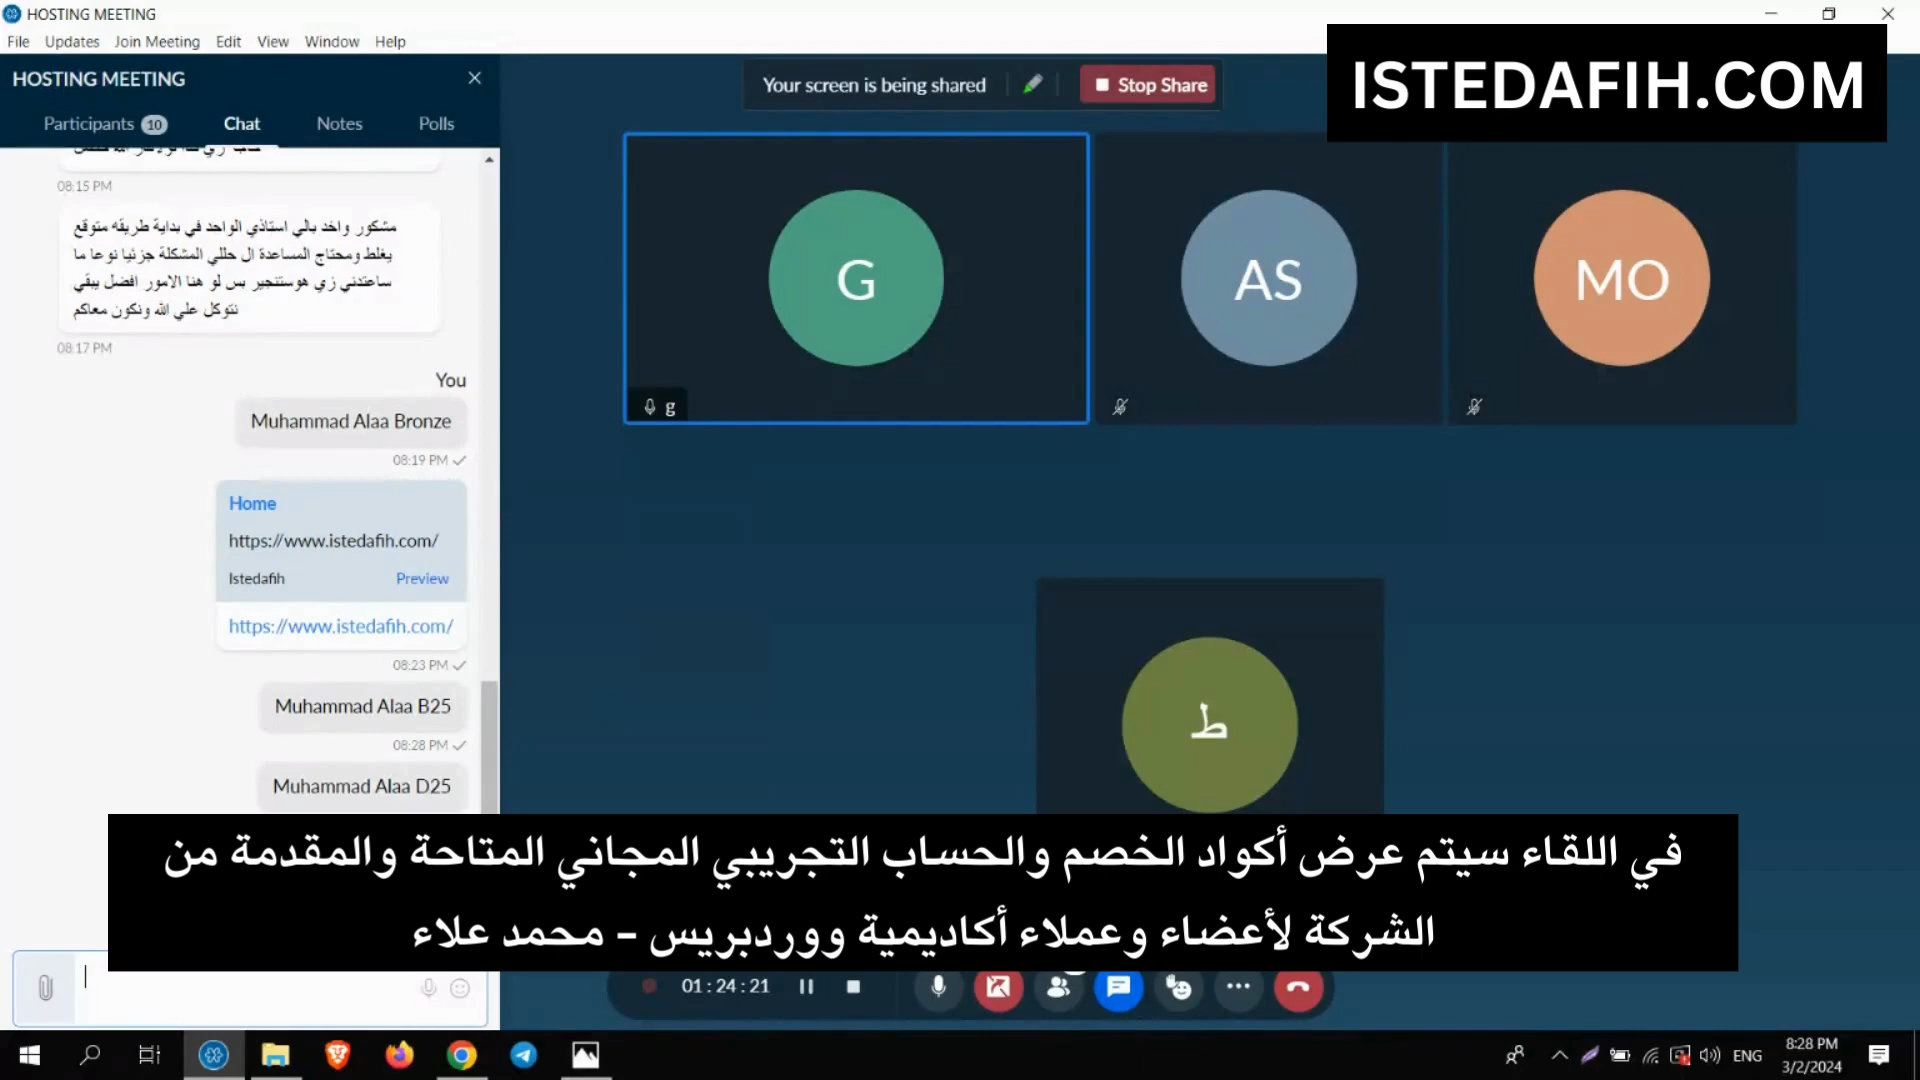 HOSTING MEETING
File Updates Join Meeting Edit View Window Help
ISTEDAFIH.COM
HOSTING MEETING
Participants 10 Chat Notes Polls
Your screen is being shared
Stop Share
08:15 PM
مشكور واخد بالي استاذي الواحد في بداية طريقه متوقع
يغلط ومحتاج المساعدة ال حللي المشكلة جزئيا نوعا ما
ساعتدني زي هوستنجير بس لو هنا الامور افضل يبقي
نتوكل علي الله ونكون معاكم
08:17 PM
You
Muhammad Alaa Bronze
08:19 PM
Home
https://www.istedafih.com/
Istedafih Preview
https://www.istedafih.com/
08:23 PM
Muhammad Alaa B25
08:28 PM
Muhammad Alaa D25
G
g
AS
MO
ط
في اللقاء سيتم عرض أكواد الخصم والحساب التجريبي المجاني المتاحة والمقدمة من
الشركة لأعضاء وعملاء أكاديمية ووردبريس – محمد علاء
01:24:21
ENG
8:28 PM
3/2/2024